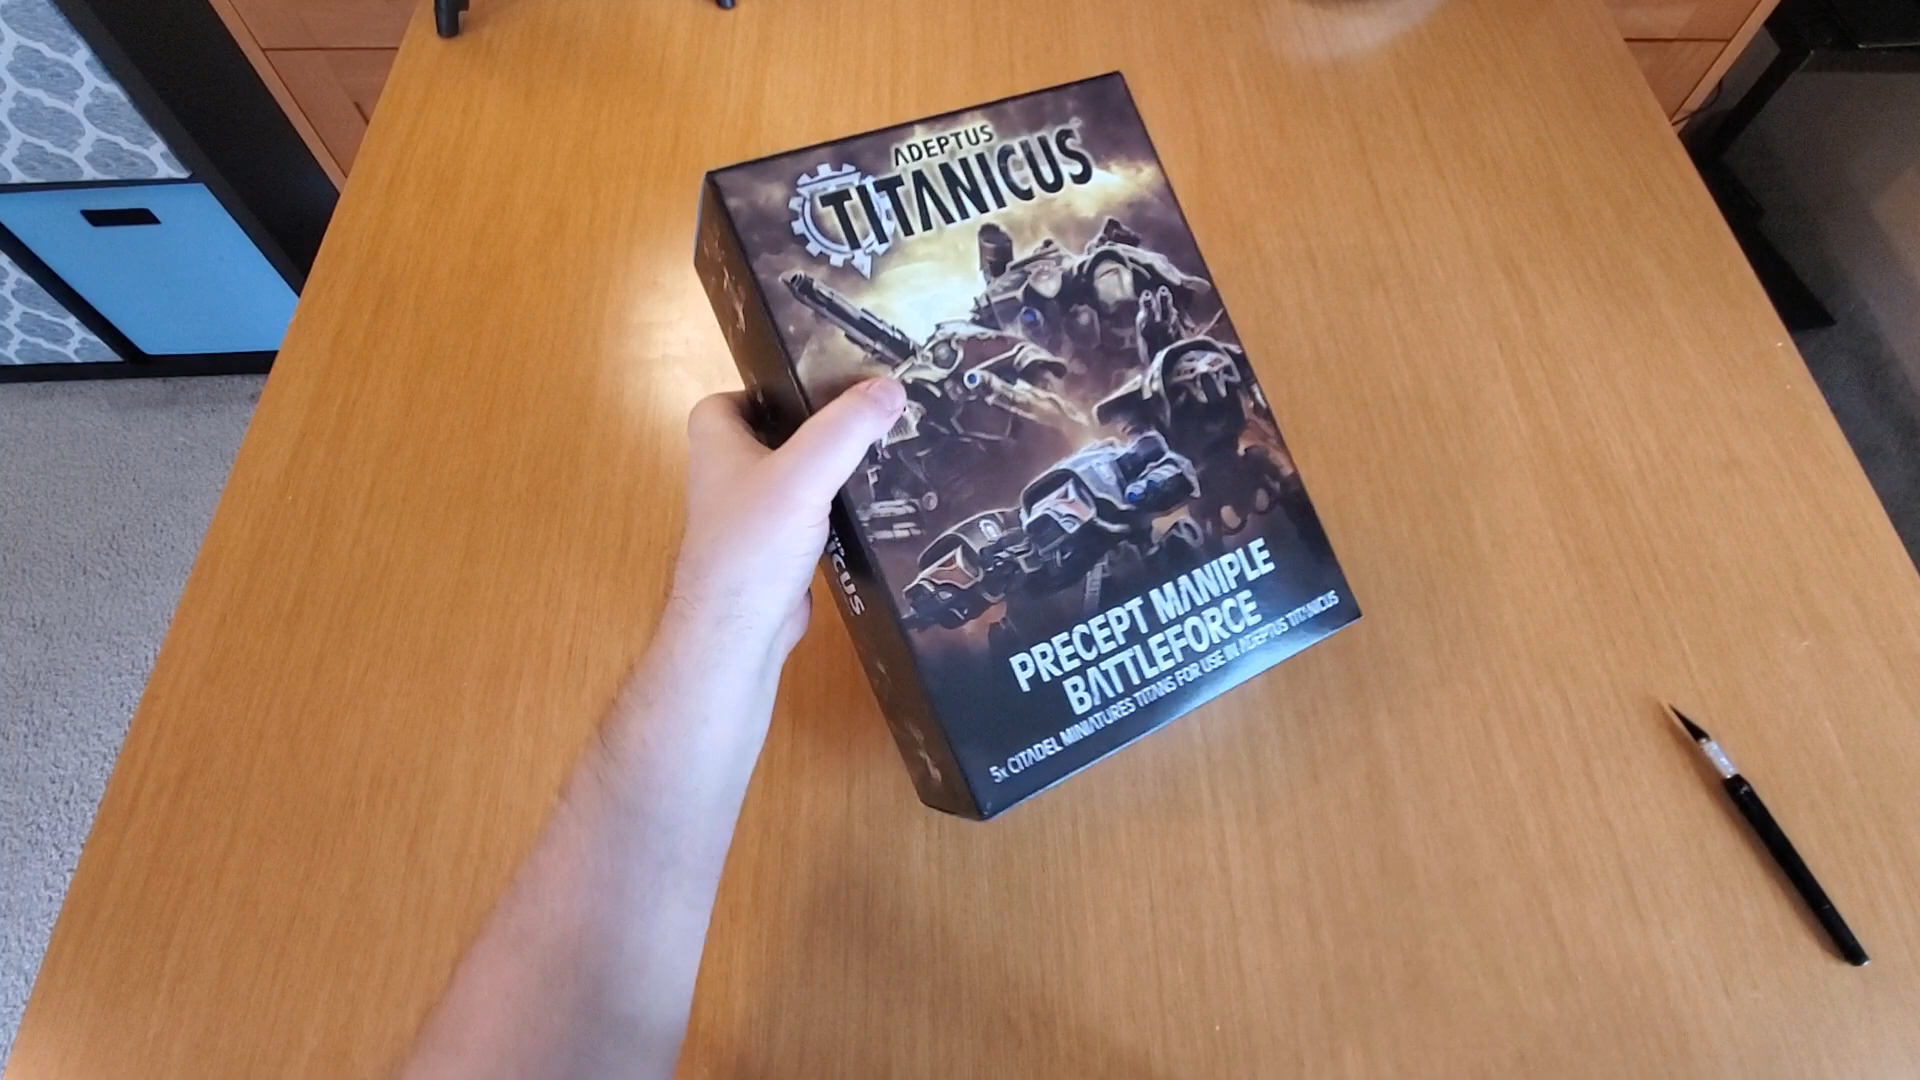 ADEPTUS
TITANICUS
PRECEPT MANIPLE
BATTLEFORCE
5x CITADEL MINIATURES TITANS FOR USE IN ADEPTUS TITANICUS